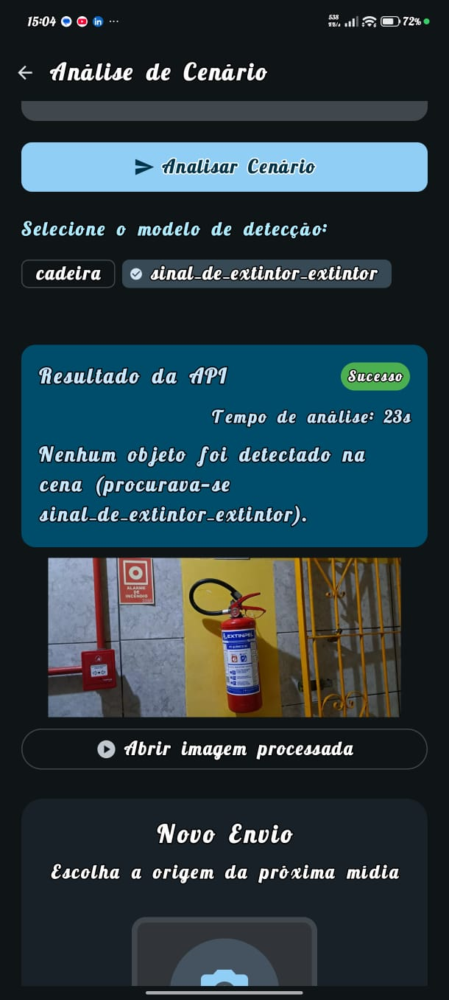 15:04
538
KB/s
72%
Análise de Cenário
Analisar Cenário
Selecione o modelo de detecção:
cadeira
sinal_de_extintor_extintor
Resultado da API
Sucesso
Tempo de análise: 23s
Nenhum objeto foi detectado na
cena (procurava-se
sinal_de_extintor_extintor).
ALARME
DE
INCÊNDIO
EXTINPEL
Abrir imagem processada
Novo Envio
Escolha a origem da próxima mídia